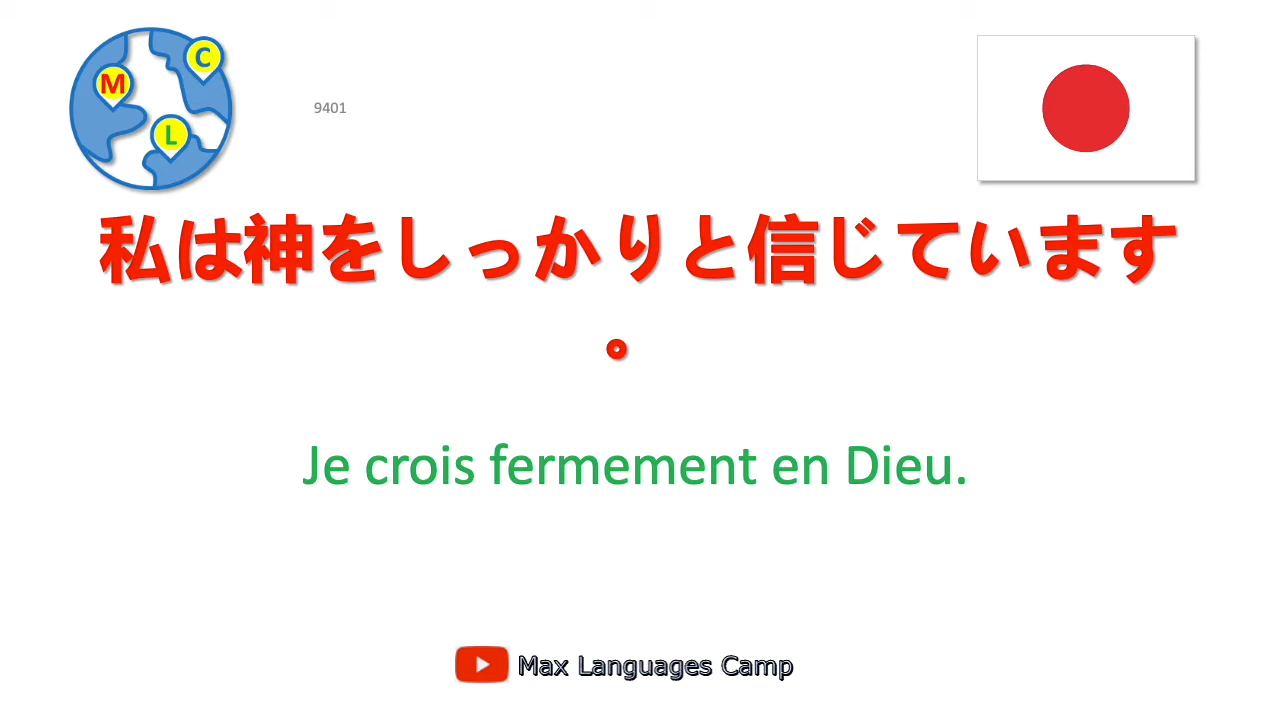 C
M
L
9401
私は神をしっかりと信じています
。
Je crois fermement en Dieu.
Max Languages Camp